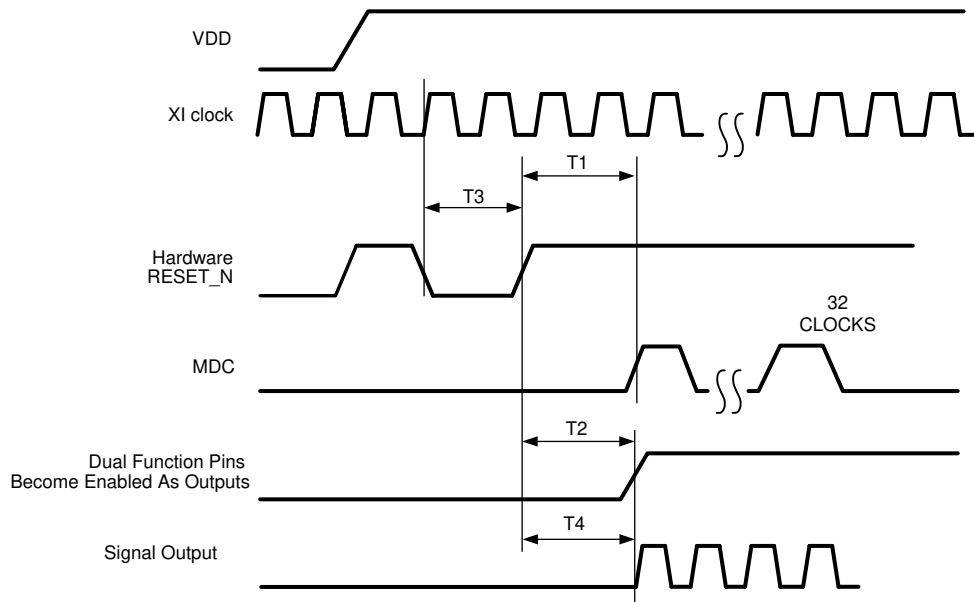 VDD
XI clock
T1
T3
Hardware
RESET_N
32
CLOCKS
MDC
T2
Dual Function Pins
Become Enabled As Outputs
T4
Signal Output